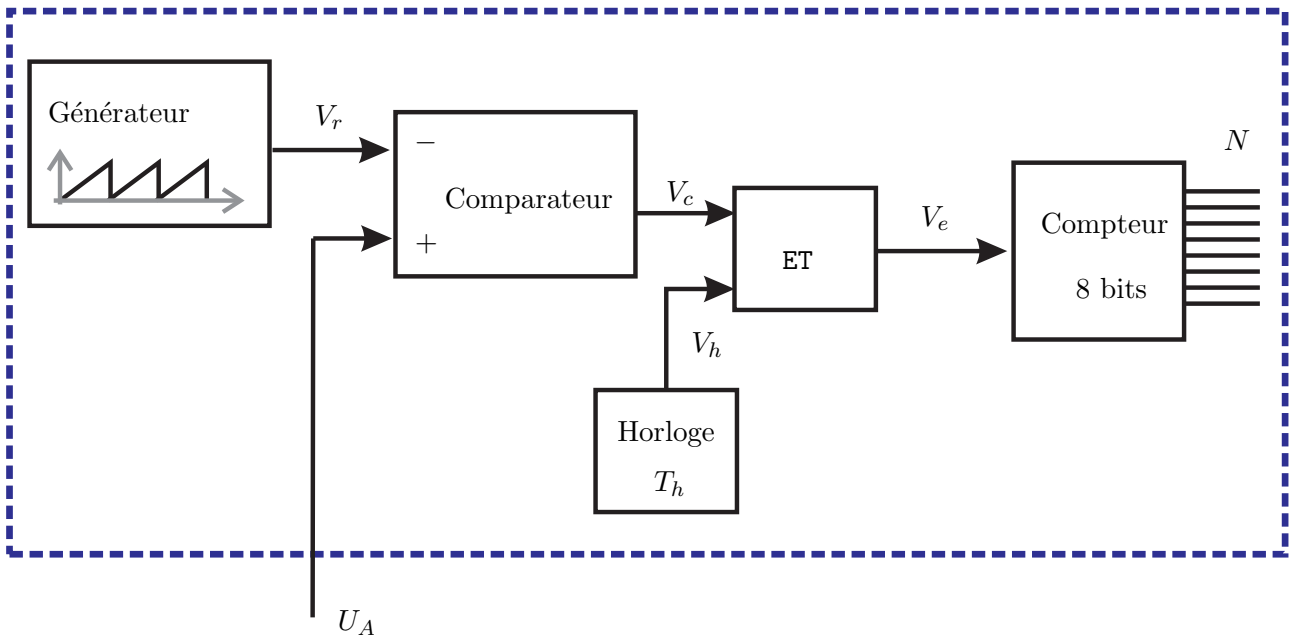 Générateur
V_r
−
Comparateur
+
V_c
ET
V_e
Compteur
8 bits
N
V_h
Horloge
T_h
U_A